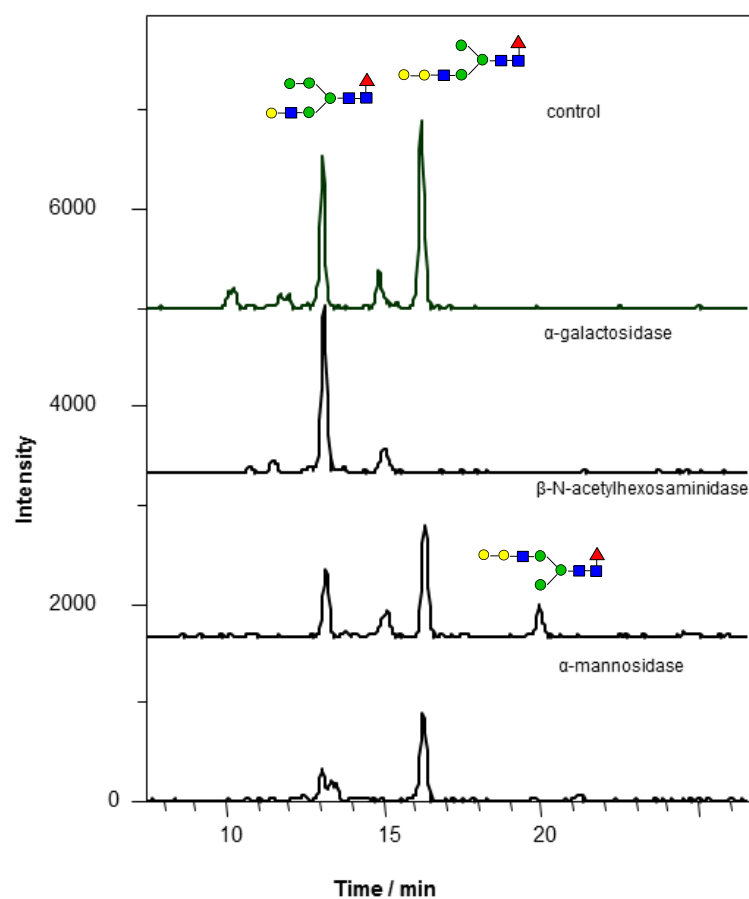 control
6000
α-galactosidase
4000
β-N-acetylhexosaminidase
2000
α-mannosidase
0
10 15 20
Intensity
Time / min